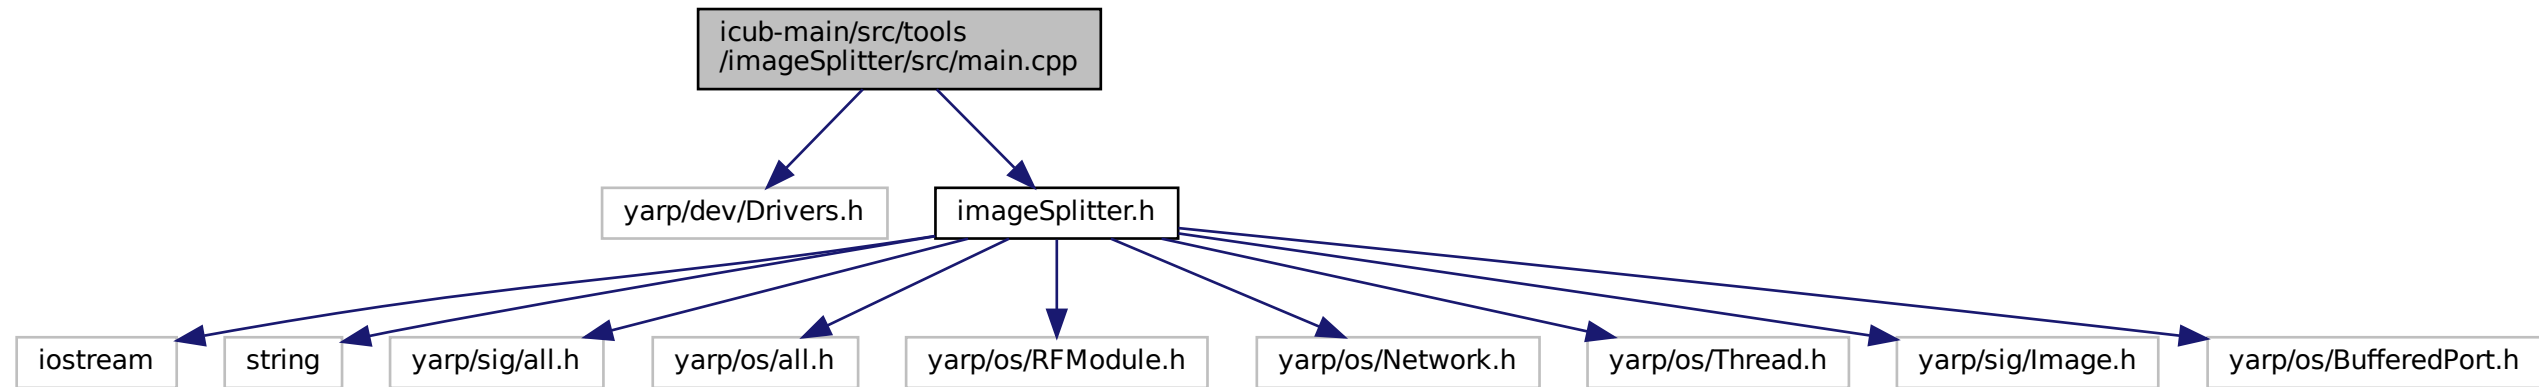 icub-main/src/tools
/imageSplitter/src/main.cpp
yarp/dev/Drivers.h
imageSplitter.h
iostream
string
yarp/sig/all.h
yarp/os/all.h
yarp/os/RFModule.h
yarp/os/Network.h
yarp/os/Thread.h
yarp/sig/Image.h
yarp/os/BufferedPort.h